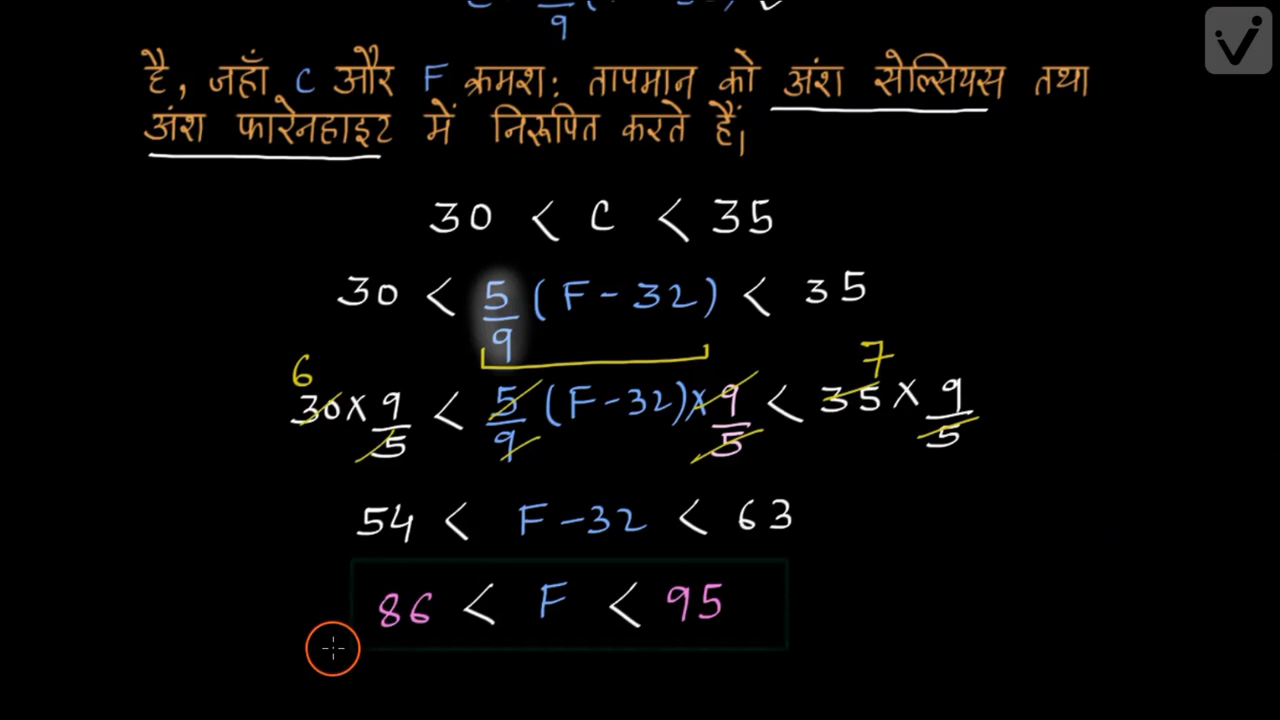 है, जहाँ C और F क्रमश: तापमान को अंश सेल्सियस तथा
अंश फारेनहाइट में निरूपित करते हैं।
30 < C < 35
30 < 5/9 (F - 32) < 35
6 7
30 × 9/5 < 5/9 (F - 32) × 9/5 < 35 × 9/5
54 < F - 32 < 63
86 < F < 95